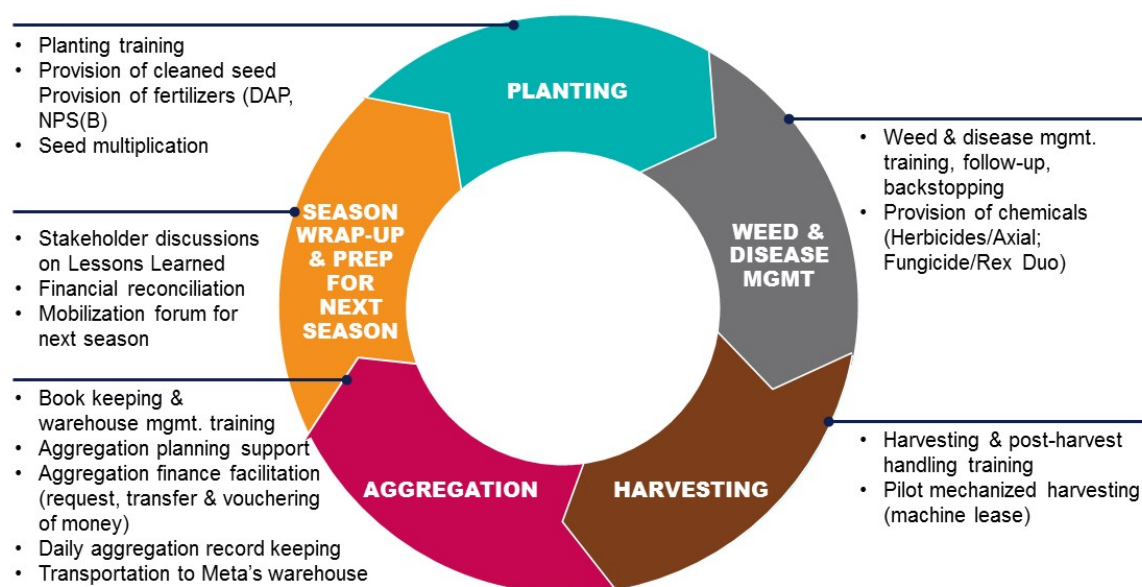 • Planting training
• Provision of cleaned seed
Provision of fertilizers (DAP,
NPS(B)
• Seed multiplication
PLANTING
• Weed & disease mgmt.
training, follow-up,
backstopping
• Provision of chemicals
(Herbicides/Axial;
Fungicide/Rex Duo)
WEED &
DISEASE
MGMT
• Harvesting & post-harvest
handling training
• Pilot mechanized harvesting
(machine lease)
HARVESTING
• Book keeping &
warehouse mgmt. training
• Aggregation planning support
• Aggregation finance facilitation
(request, transfer & vouchering
of money)
• Daily aggregation record keeping
• Transportation to Meta’s warehouse
AGGREGATION
• Stakeholder discussions
on Lessons Learned
• Financial reconciliation
• Mobilization forum for
next season
SEASON
WRAP-UP
& PREP
FOR
NEXT
SEASON